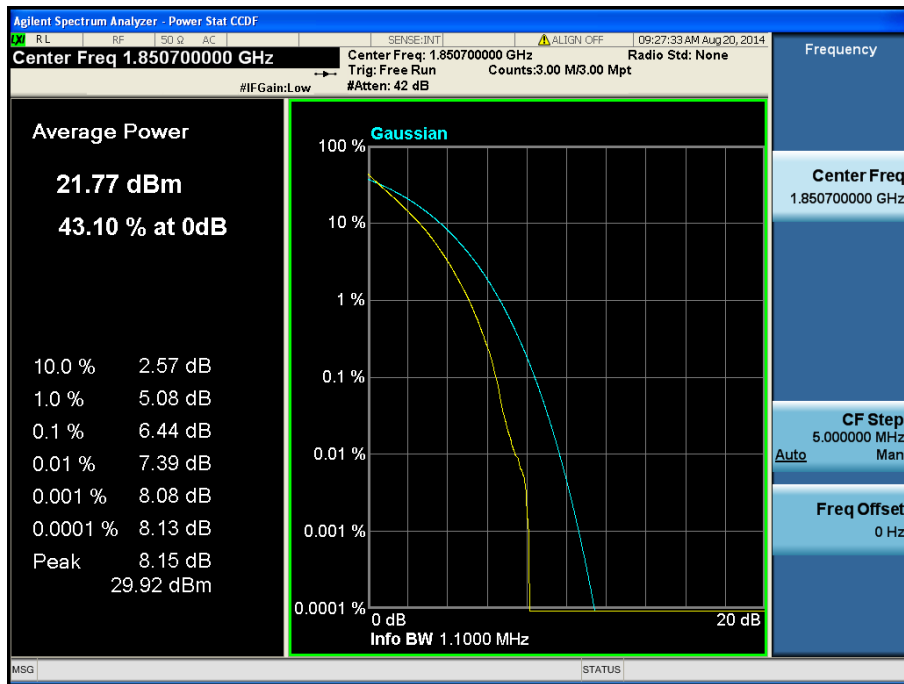 Agilent Spectrum Analyzer - Power Stat CCDF
LXI RL RF 50 Ω AC SENSE:INT ALIGN OFF 09:27:33 AM Aug 20, 2014
Center Freq 1.850700000 GHz
Center Freq: 1.850700000 GHz Radio Std: None
Trig: Free Run Counts:3.00 M/3.00 Mpt
#IFGain:Low #Atten: 42 dB
Frequency
Average Power
21.77 dBm
43.10 % at 0dB
10.0 % 2.57 dB
1.0 % 5.08 dB
0.1 % 6.44 dB
0.01 % 7.39 dB
0.001 % 8.08 dB
0.0001 % 8.13 dB
Peak 8.15 dB
29.92 dBm
Gaussian
100 %
10 %
1 %
0.1 %
0.01 %
0.001 %
0.0001 %
0 dB 20 dB
Info BW 1.1000 MHz
Center Freq
1.850700000 GHz
CF Step
5.000000 MHz
Auto Man
Freq Offset
0 Hz
MSG STATUS